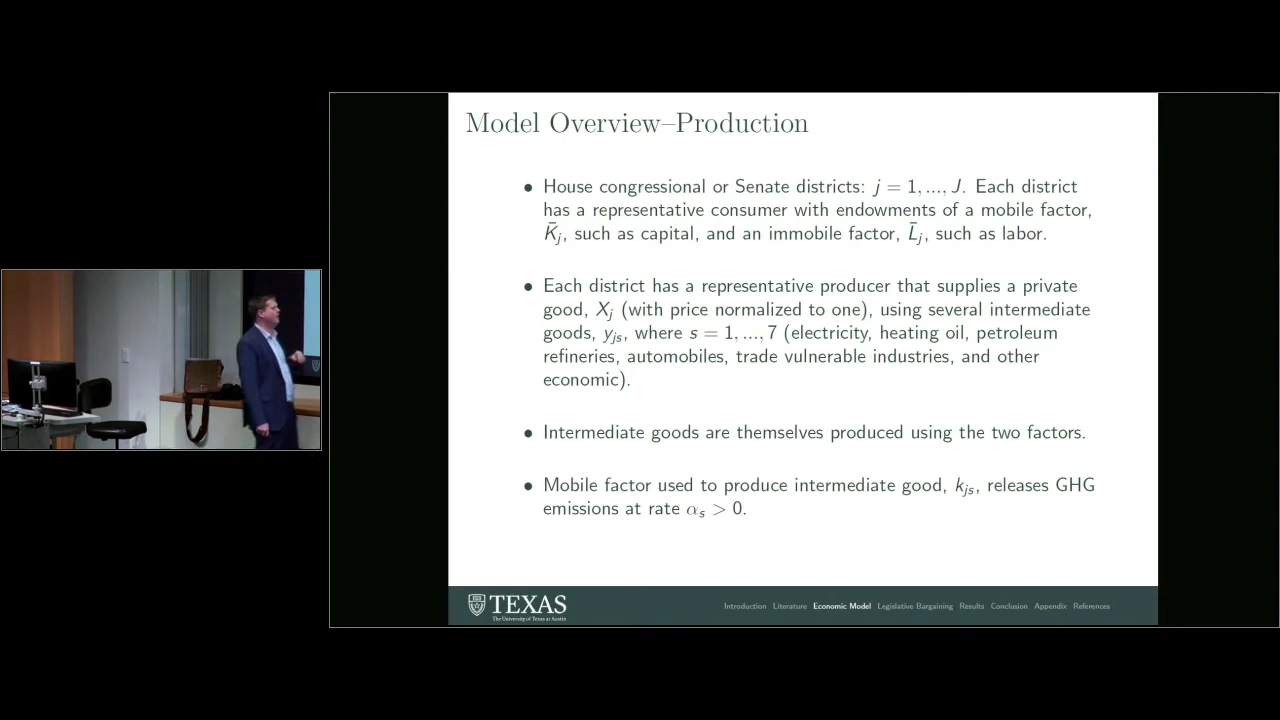 Model Overview–Production
• House congressional or Senate districts: j = 1, ..., J. Each district
has a representative consumer with endowments of a mobile factor,
K̄ⱼ, such as capital, and an immobile factor, L̄ⱼ, such as labor.
• Each district has a representative producer that supplies a private
good, Xⱼ (with price normalized to one), using several intermediate
goods, yⱼₛ, where s = 1, ..., 7 (electricity, heating oil, petroleum
refineries, automobiles, trade vulnerable industries, and other
economic).
• Intermediate goods are themselves produced using the two factors.
• Mobile factor used to produce intermediate good, kⱼₛ, releases GHG
emissions at rate αₛ > 0.
TEXAS
The University of Texas at Austin
Introduction Literature Economic Model Legislative Bargaining Results Conclusion Appendix References